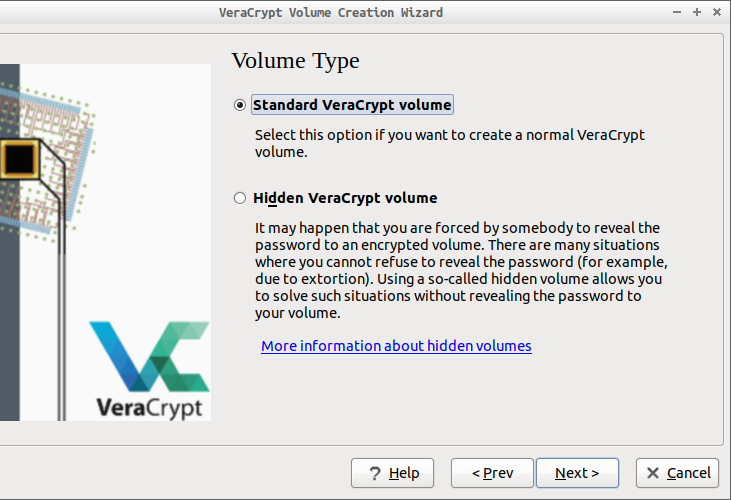 VeraCrypt Volume Creation Wizard
Volume Type
Standard VeraCrypt volume
Select this option if you want to create a normal VeraCrypt
volume.
Hidden VeraCrypt volume
It may happen that you are forced by somebody to reveal the
password to an encrypted volume. There are many situations
where you cannot refuse to reveal the password (for example,
due to extortion). Using a so-called hidden volume allows you
to solve such situations without revealing the password to
your volume.
More information about hidden volumes
VeraCrypt
? Help
< Prev
Next >
Cancel